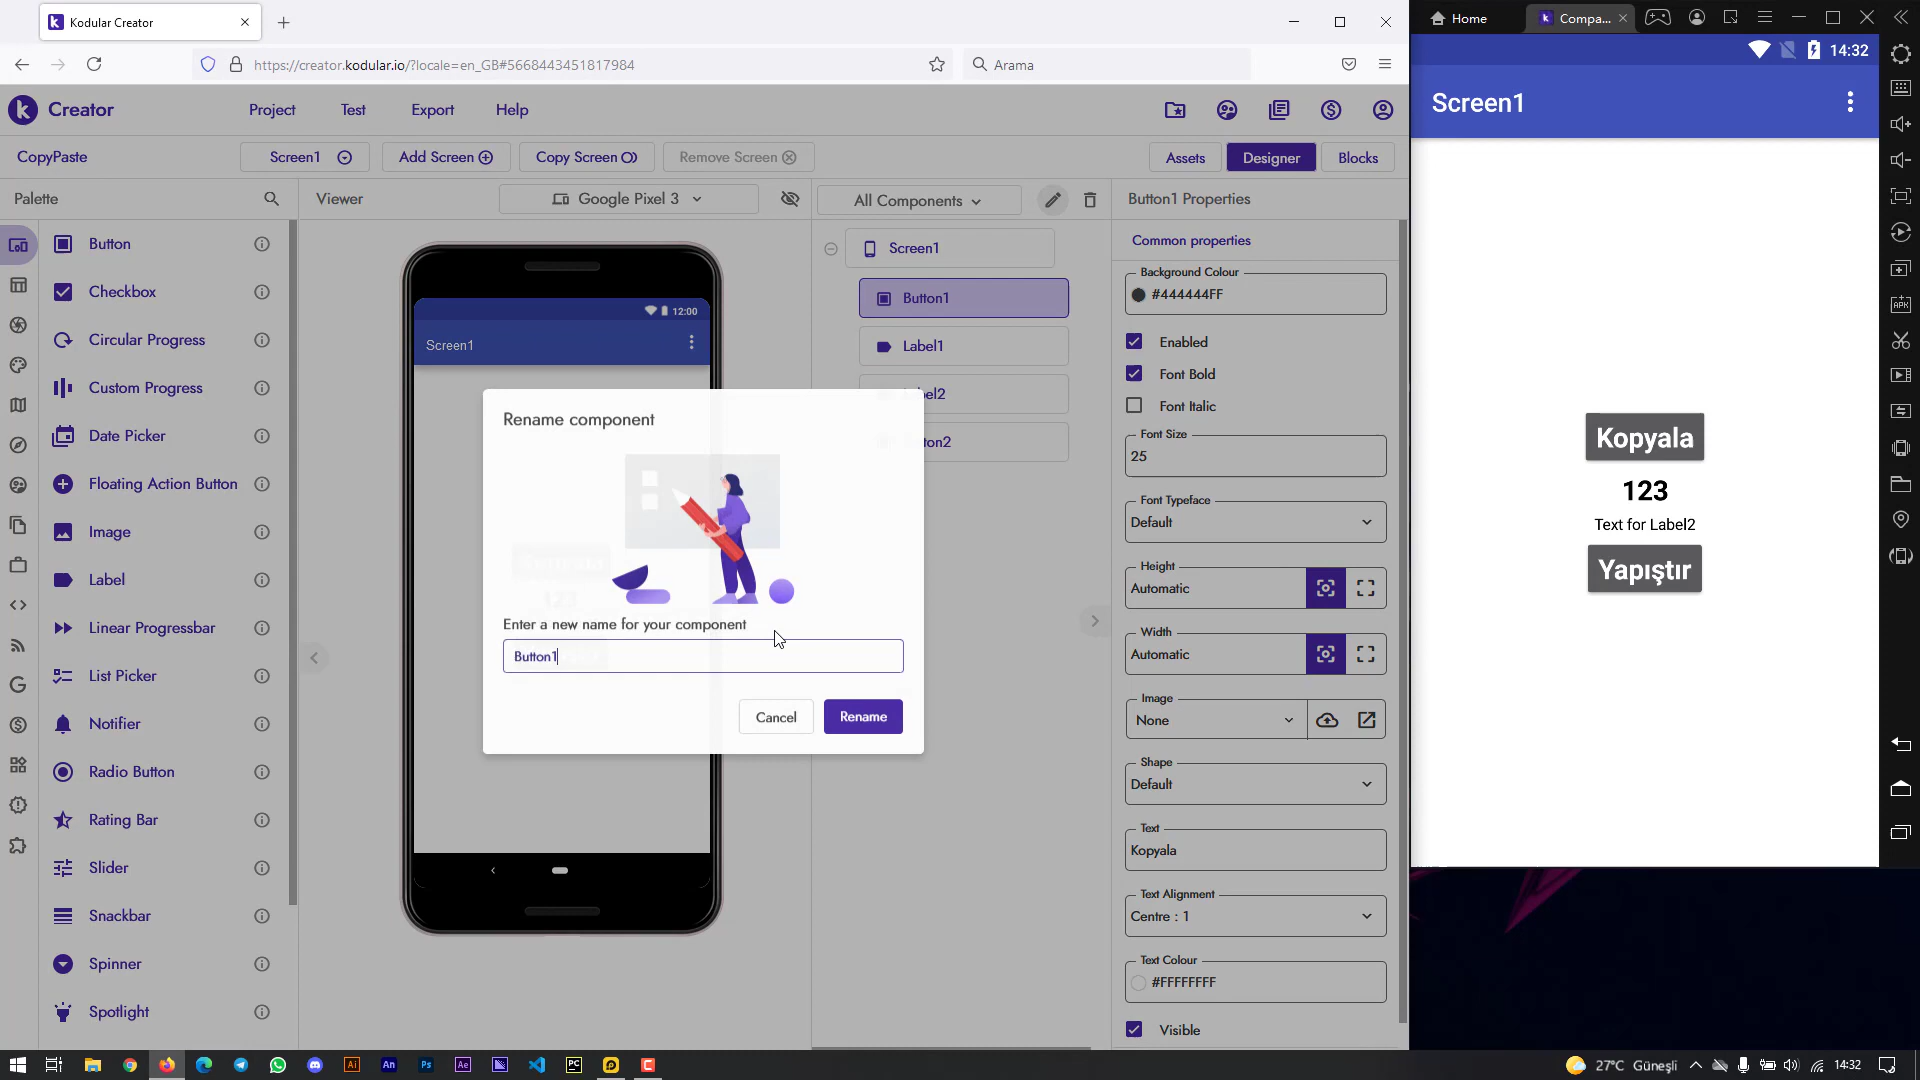 Kodular Creator
Home
Compa...
https://creator.kodular.io/?locale=en_GB#5668443451817984
Arama
14:32
Creator
Project
Test
Export
Help
Screen1
CopyPaste
Screen1
Add Screen
Copy Screen
Remove Screen
Assets
Designer
Blocks
Palette
Viewer
Google Pixel 3
All Components
Button1 Properties
Button
Checkbox
Circular Progress
Custom Progress
Date Picker
Floating Action Button
Image
Label
Linear Progressbar
List Picker
Notifier
Radio Button
Rating Bar
Slider
Snackbar
Spinner
Spotlight
12:00
Screen1
Screen1
Button1
Label1
Rename component
Enter a new name for your component
Button1
Cancel
Rename
Common properties
Background Colour
#444444FF
Enabled
Font Bold
Font Italic
Font Size
25
Font Typeface
Default
Height
Automatic
Width
Automatic
Image
None
Shape
Default
Text
Kopyala
Text Alignment
Centre : 1
Text Colour
#FFFFFFFF
Visible
Kopyala
123
Text for Label2
Yapıştır
APK
Ai
An
Ps
Ae
PC
27°C Güneşli
14:32